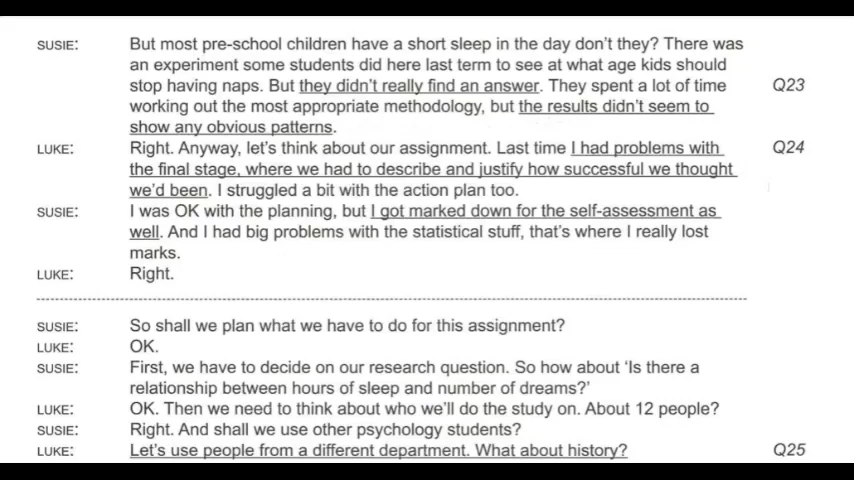 SUSIE: But most pre-school children have a short sleep in the day don't they? There was
an experiment some students did here last term to see at what age kids should
stop having naps. But they didn't really find an answer. They spent a lot of time Q23
working out the most appropriate methodology, but the results didn't seem to
show any obvious patterns.
LUKE: Right. Anyway, let's think about our assignment. Last time I had problems with Q24
the final stage, where we had to describe and justify how successful we thought
we'd been. I struggled a bit with the action plan too.
SUSIE: I was OK with the planning, but I got marked down for the self-assessment as
well. And I had big problems with the statistical stuff, that's where I really lost
marks.
LUKE: Right.
SUSIE: So shall we plan what we have to do for this assignment?
LUKE: OK.
SUSIE: First, we have to decide on our research question. So how about 'Is there a
relationship between hours of sleep and number of dreams?'
LUKE: OK. Then we need to think about who we'll do the study on. About 12 people?
SUSIE: Right. And shall we use other psychology students?
LUKE: Let's use people from a different department. What about history? Q25